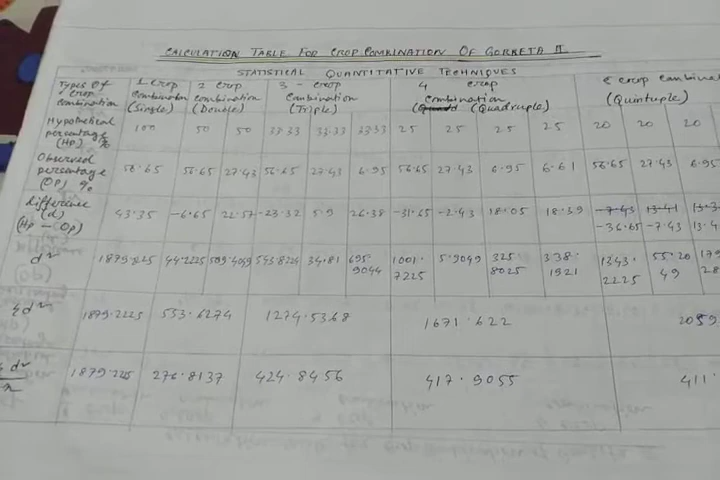 CALCULATION TABLE FOR CROP-COMBINATION OF GORRETA II
STATISTICAL QUANTITATIVE TECHNIQUES
Types Of Crop Combination 1 crop Combination (Single) 2 Crop combination (Double) 3 - crop Combination (Triple) 4 crop combination (Quadruple) crop combina (Quintuple)
Hypothetical percentage (HP) % 100 50 50 33.33 33.33 33.33 25 25 25 25 20 20 20
Observed percentage (OP) % 56.65 56.65 27.43 56.65 27.43 6.95 56.65 27.43 6.95 6.61 56.65 27.43 6.95
difference (d) (HP - OP) 43.35 -6.65 22.57 -23.32 5.9 26.38 -31.65 -2.43 18.05 18.39 -36.65 -7.43 13.
d² 1879.225 44.2225 509.4049 543.8224 34.81 695.9044 1001.7225 5.9049 325.8025 338.1921 1343.2225 55.2049
Σd² 1879.2225 553.6274 1274.5368 1671.622 2059
Σd²/n 1879.225 276.8137 424.8456 417.9055 411.